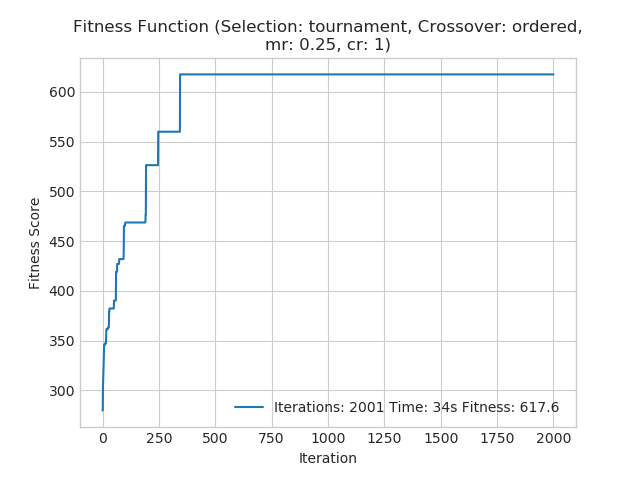 Fitness Function (Selection: tournament, Crossover: ordered,
mr: 0.25, cr: 1)
Fitness Score
600
550
500
450
400
350
300
Iterations: 2001 Time: 34s Fitness: 617.6
0 250 500 750 1000 1250 1500 1750 2000
Iteration